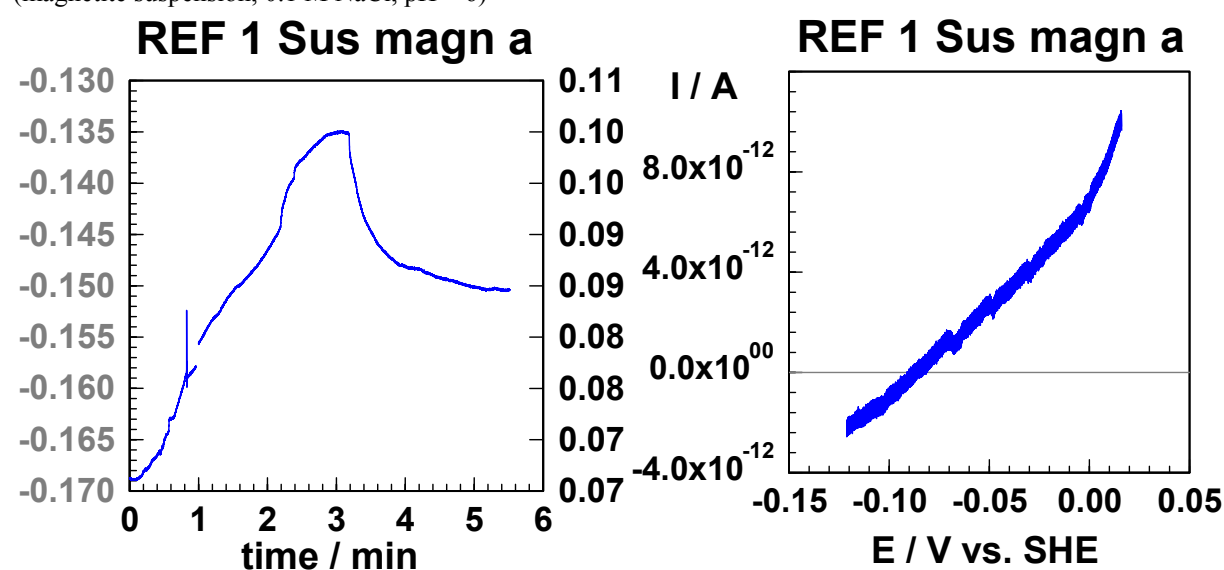 REF 1 Sus magn a
-0.130
-0.135
-0.140
-0.145
-0.150
-0.155
-0.160
-0.165
-0.170
0.11
0.10
0.10
0.09
0.09
0.08
0.08
0.07
0.07
0 1 2 3 4 5 6
time / min
REF 1 Sus magn a
I / A
8.0x10^-12
4.0x10^-12
0.0x10^00
-4.0x10^-12
-0.15 -0.10 -0.05 0.00 0.05
E / V vs. SHE